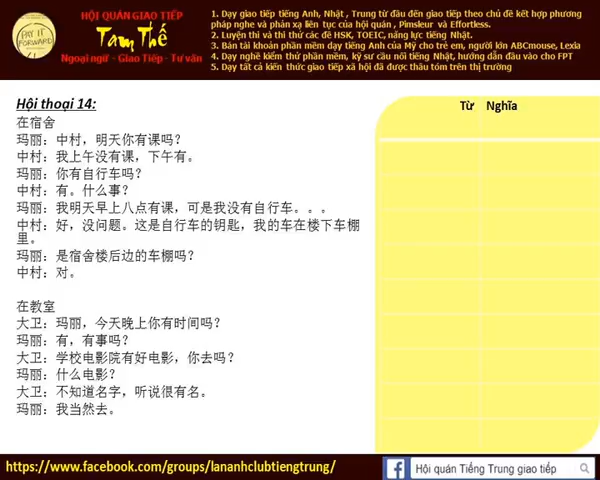 PAY IT
FORWARD
HỘI QUÁN GIAO TIẾP
Tam Thế
Ngoại ngữ - Giao Tiếp - Tư vấn
1. Dạy giao tiếp tiếng Anh, Nhật , Trung từ đầu đến giao tiếp theo chủ đề kết hợp phương
pháp nghe và phản xạ liên tục của hội quán , Pimsleur và Effortless.
2. Luyện thi và thi thử các đề HSK, TOEIC, năng lực tiếng Nhật.
3. Bán tài khoản phần mềm dạy tiếng Anh của Mỹ cho trẻ em, người lớn ABCmouse, Lexia
4. Dạy nghề kiểm thử phần mềm, kỹ sư cầu nối tiếng Nhật, hướng dẫn đầu vào cho FPT
5. Dạy tất cả kiến thức giao tiếp xã hội đã được thâu tóm trên thị trường
Hội thoại 14:
在宿舍
玛丽：中村，明天你有课吗？
中村：我上午没有课，下午有。
玛丽：你有自行车吗？
中村：有。什么事？
玛丽：我明天早上八点有课，可是我没有自行车。。。
中村：好，没问题。这是自行车的钥匙，我的车在楼下车棚
里。
玛丽：是宿舍楼后边的车棚吗？
中村：对。
在教室
大卫：玛丽，今天晚上你有时间吗？
玛丽：有，有事吗？
大卫：学校电影院有好电影，你去吗？
玛丽：什么电影？
大卫：不知道名字，听说很有名。
玛丽：我当然去。
Từ Nghĩa
https://www.facebook.com/groups/lananhclubtiengtrung/
f Hội quán Tiếng Trung giao tiếp